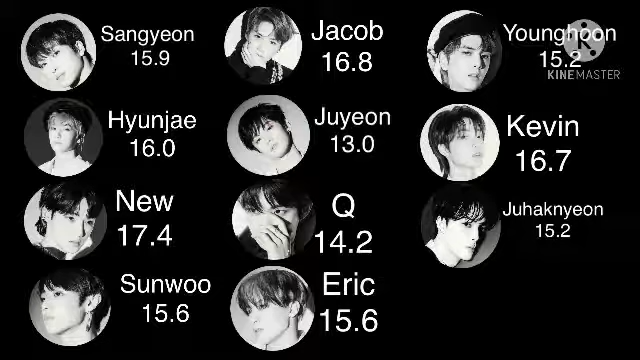 Sangyeon
15.9
Jacob
16.8
Younghoon
15.2
KINEMASTER
Hyunjae
16.0
Juyeon
13.0
Kevin
16.7
New
17.4
Q
14.2
Juhaknyeon
15.2
Sunwoo
15.6
Eric
15.6